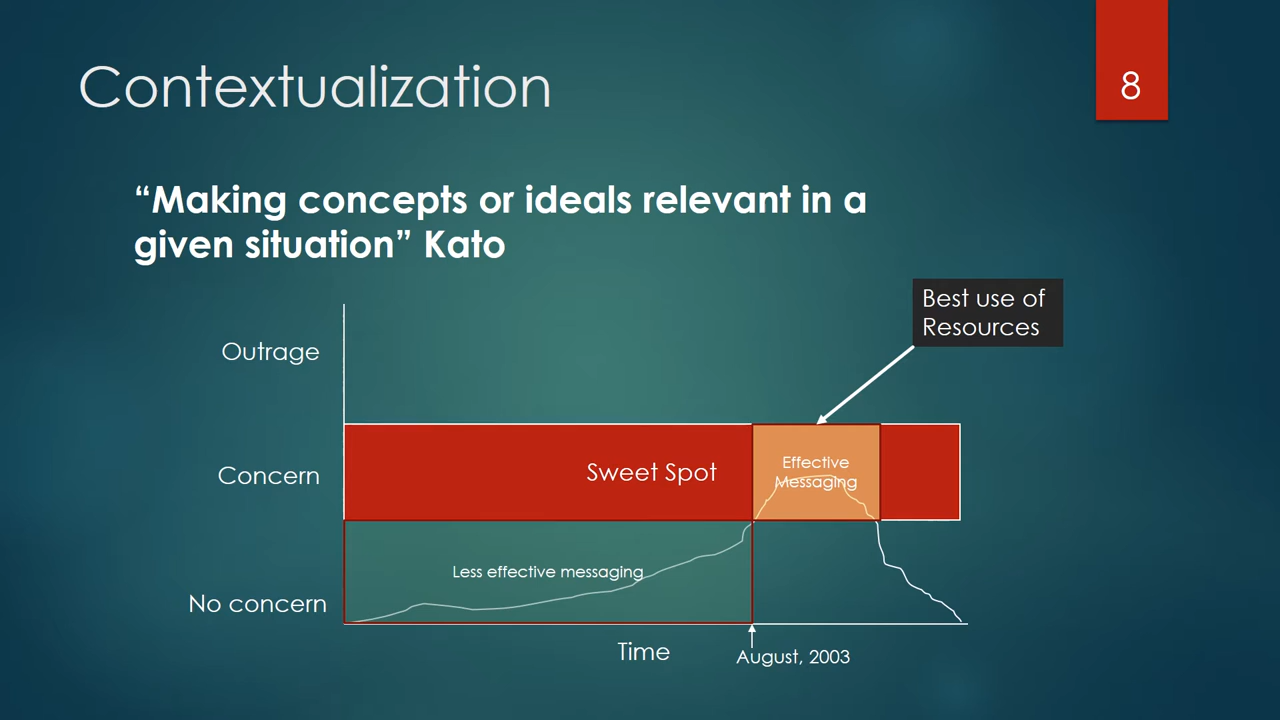 Contextualization
8
“Making concepts or ideals relevant in a
given situation” Kato
Best use of
Resources
Outrage
Concern
Sweet Spot
Effective
Messaging
Less effective messaging
No concern
Time
August, 2003